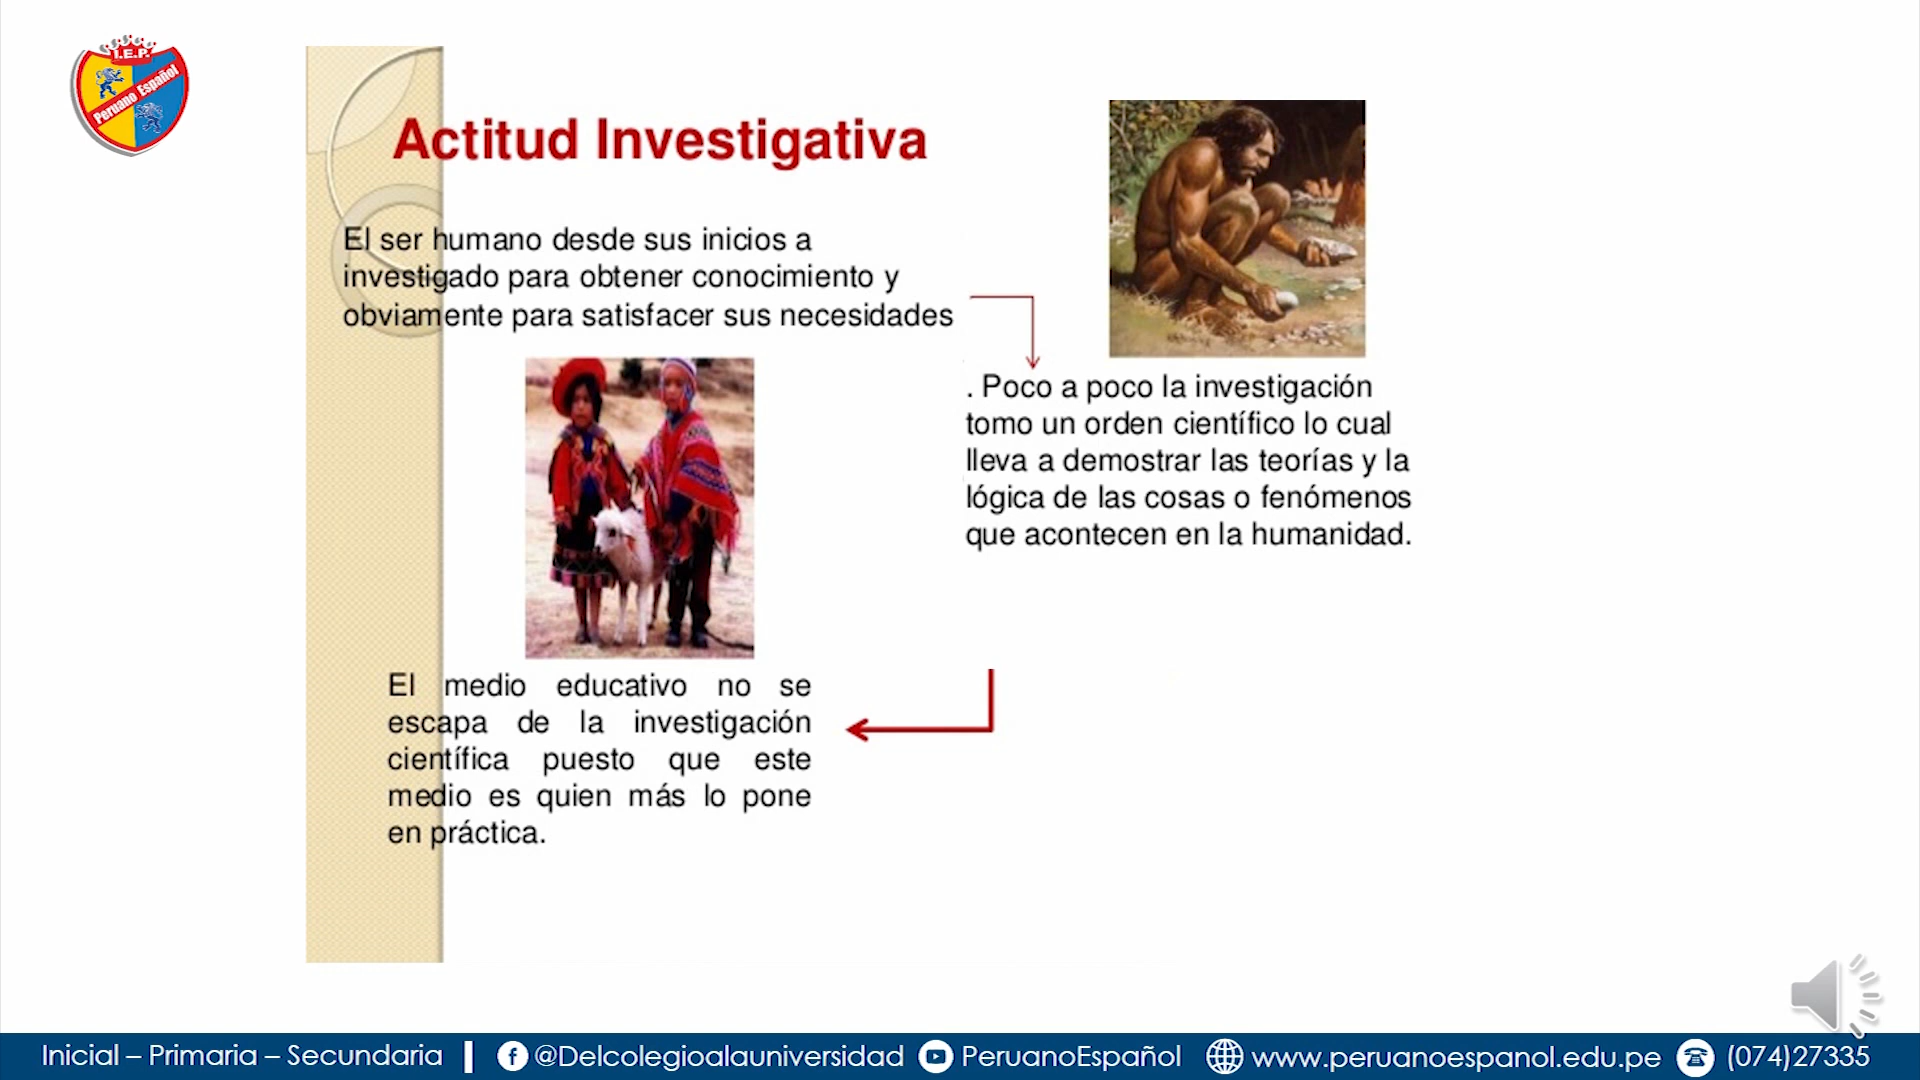 I.E.P.
Peruano Español
Actitud Investigativa
El ser humano desde sus inicios a
investigado para obtener conocimiento y
obviamente para satisfacer sus necesidades
. Poco a poco la investigación
tomo un orden científico lo cual
lleva a demostrar las teorías y la
lógica de las cosas o fenómenos
que acontecen en la humanidad.
El medio educativo no se
escapa de la investigación
científica puesto que este
medio es quien más lo pone
en práctica.
Inicial – Primaria – Secundaria | @Delcolegioalauniversidad PeruanoEspañol www.peruanoespanol.edu.pe (074)27335